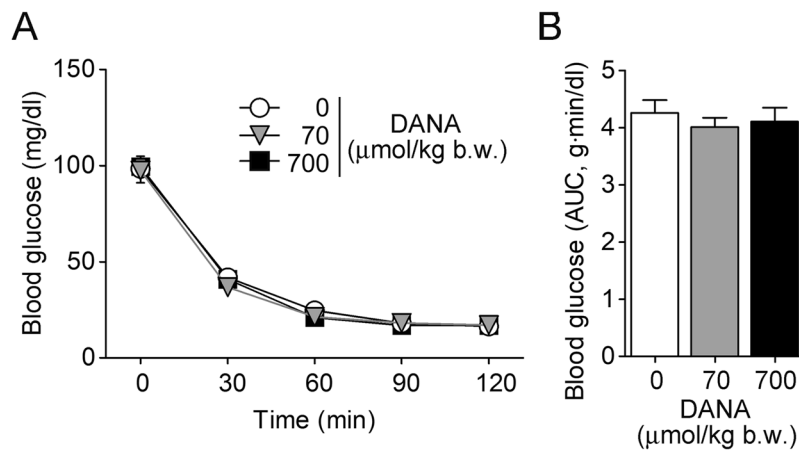 A
Blood glucose (mg/dl)
150
100
50
0
0
70
700
DANA
(μmol/kg b.w.)
0 30 60 90 120
Time (min)
B
Blood glucose (AUC, g·min/dl)
5
4
3
2
1
0
0 70 700
DANA
(μmol/kg b.w.)